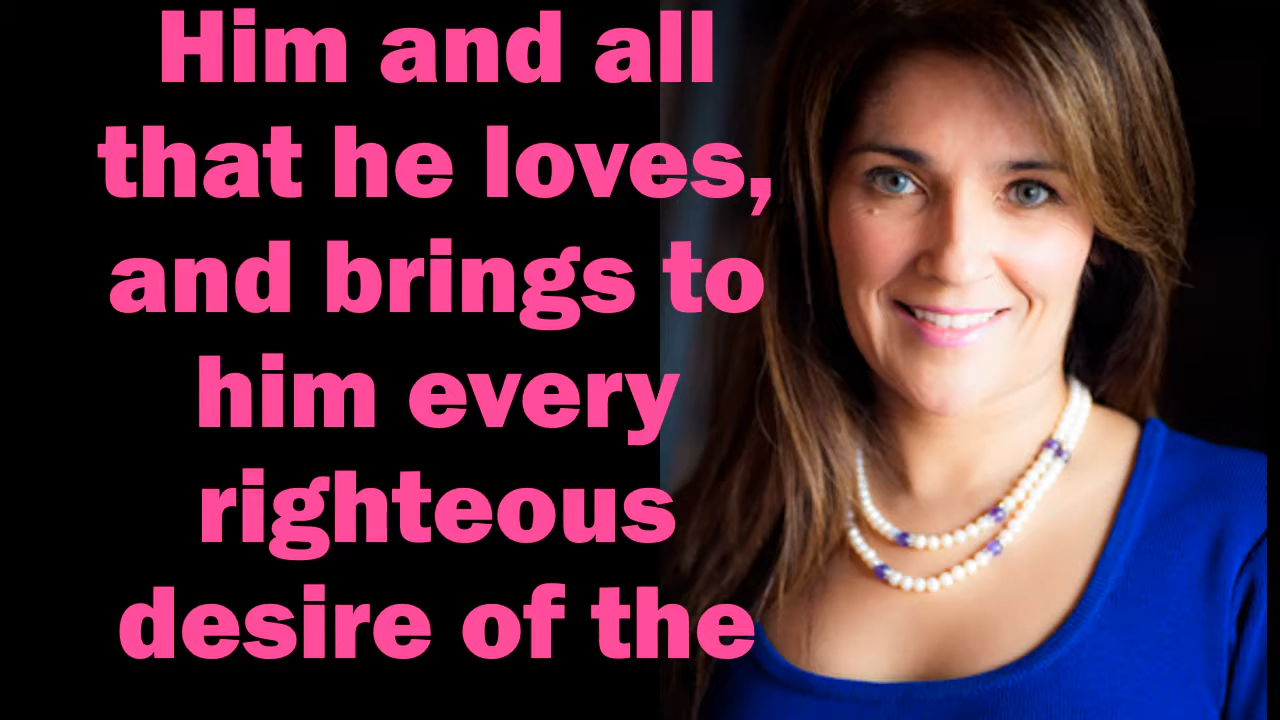 Him and all
that he loves,
and brings to
him every
righteous
desire of the